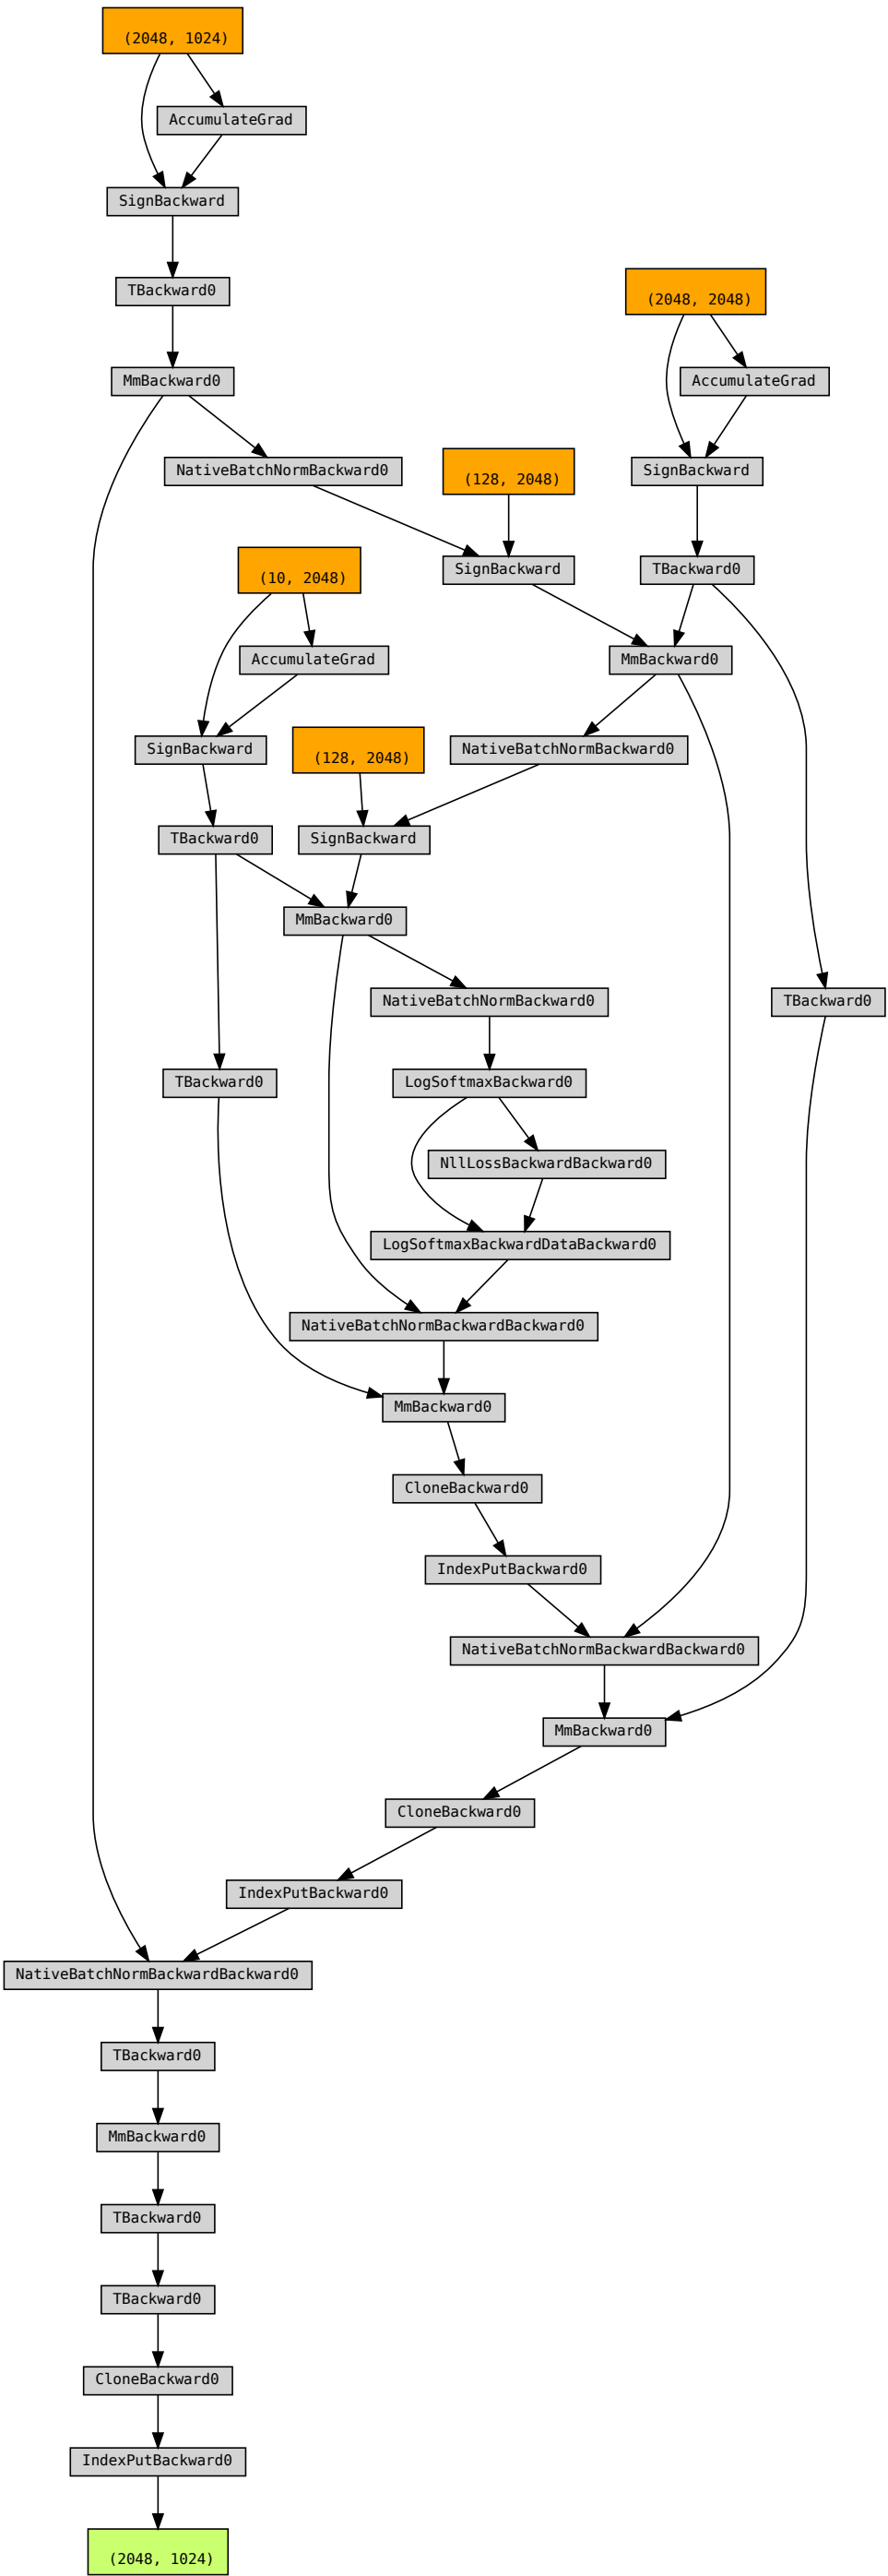 (2048, 1024)
AccumulateGrad
SignBackward
TBackward0
(2048, 2048)
MmBackward0
AccumulateGrad
NativeBatchNormBackward0
(128, 2048)
SignBackward
(10, 2048)
SignBackward
TBackward0
AccumulateGrad
MmBackward0
SignBackward
(128, 2048)
NativeBatchNormBackward0
TBackward0
SignBackward
MmBackward0
NativeBatchNormBackward0
TBackward0
TBackward0
LogSoftmaxBackward0
NllLossBackwardBackward0
LogSoftmaxBackwardDataBackward0
NativeBatchNormBackwardBackward0
MmBackward0
CloneBackward0
IndexPutBackward0
NativeBatchNormBackwardBackward0
MmBackward0
CloneBackward0
IndexPutBackward0
NativeBatchNormBackwardBackward0
TBackward0
MmBackward0
TBackward0
TBackward0
CloneBackward0
IndexPutBackward0
(2048, 1024)